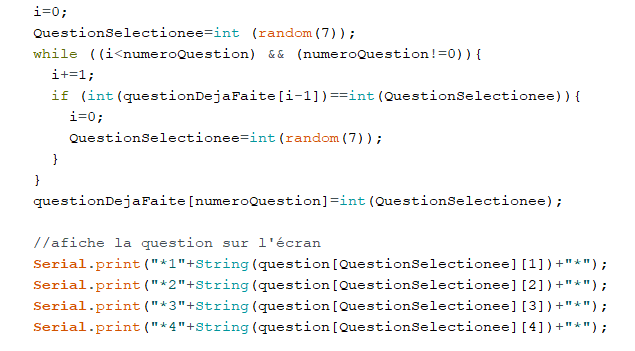 i=0;
QuestionSelectionee=int (random(7));
while ((i<numeroQuestion) && (numeroQuestion!=0)){
  i+=1;
  if (int(questionDejaFaite[i-1])==int(QuestionSelectionee)){
    i=0;
    QuestionSelectionee=int(random(7));
  }
}
questionDejaFaite[numeroQuestion]=int(QuestionSelectionee);

//afiche la question sur l'écran
Serial.print("*1"+String(question[QuestionSelectionee][1])+"*");
Serial.print("*2"+String(question[QuestionSelectionee][2])+"*");
Serial.print("*3"+String(question[QuestionSelectionee][3])+"*");
Serial.print("*4"+String(question[QuestionSelectionee][4])+"*");